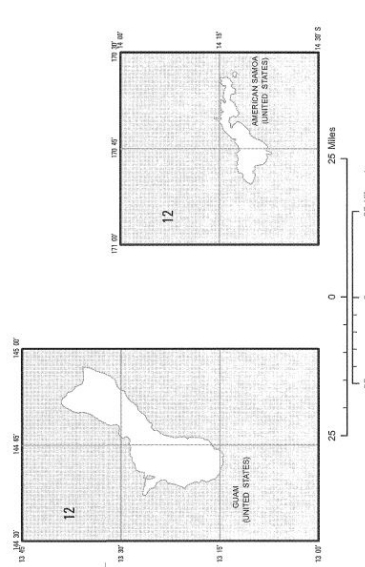 144 30'
144 45'
145 00'
13 45'
13 30'
13 15'
13 00'
12
GUAM
(UNITED STATES)
171 00'
170 45'
170 30'
14 00'
14 15'
14 30' S
12
AMERICAN SAMOA
(UNITED STATES)
25 0 25 Miles